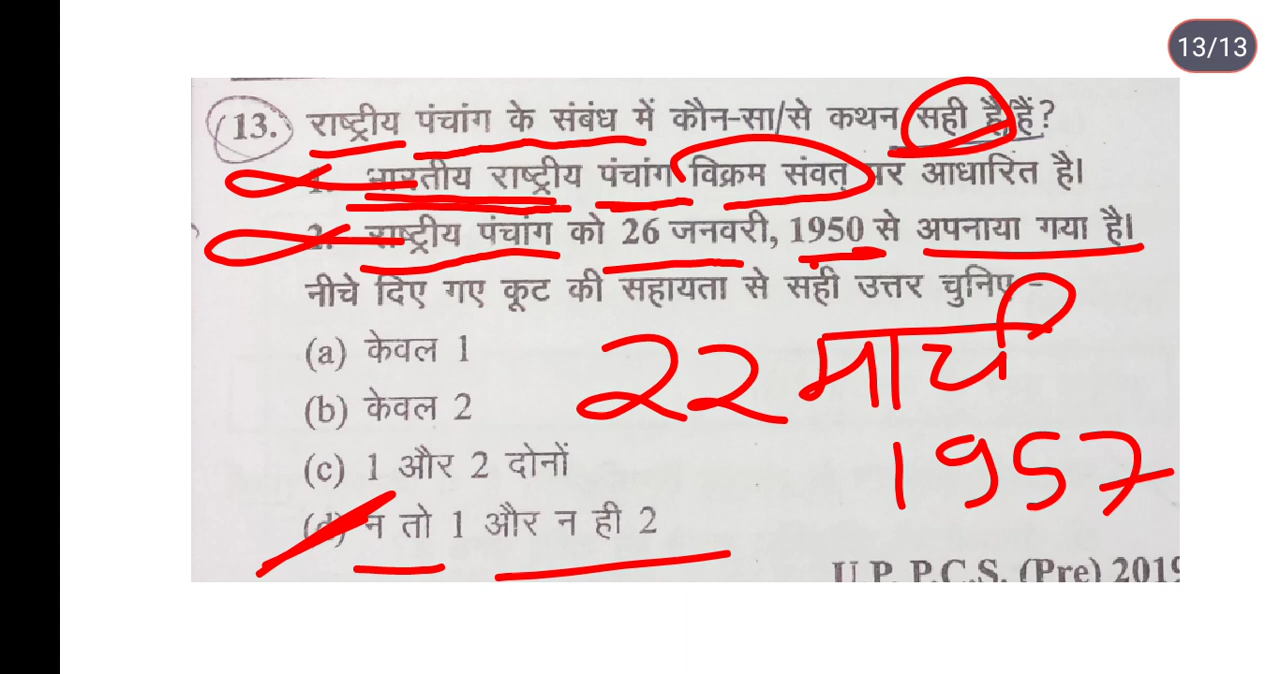 13/13
13. राष्ट्रीय पंचांग के संबंध में कौन-सा/से कथन सही है/हैं?
1. भारतीय राष्ट्रीय पंचांग विक्रम संवत् पर आधारित है।
2. राष्ट्रीय पंचांग को 26 जनवरी, 1950 से अपनाया गया है।
नीचे दिए गए कूट की सहायता से सही उत्तर चुनिए -
(a) केवल 1
(b) केवल 2
22 मार्च
(c) 1 और 2 दोनों
1957
(d) न तो 1 और न ही 2
U.P. P.C.S. (Pre) 2019